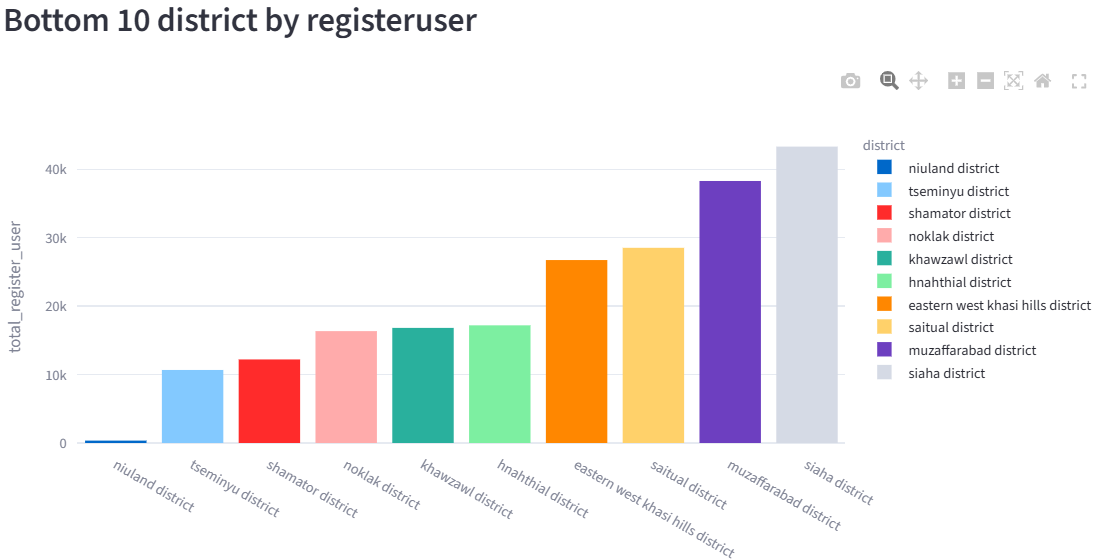 Bottom 10 district by registeruser
district
niuland district
tseminyu district
shamator district
noklak district
khawzawl district
hnahthial district
eastern west khasi hills district
saitual district
muzaffarabad district
siaha district
total_register_user
40k
30k
20k
10k
0
niuland district
tseminyu district
shamator district
noklak district
khawzawl district
hnahthial district
eastern west khasi hills district
saitual district
muzaffarabad district
siaha district